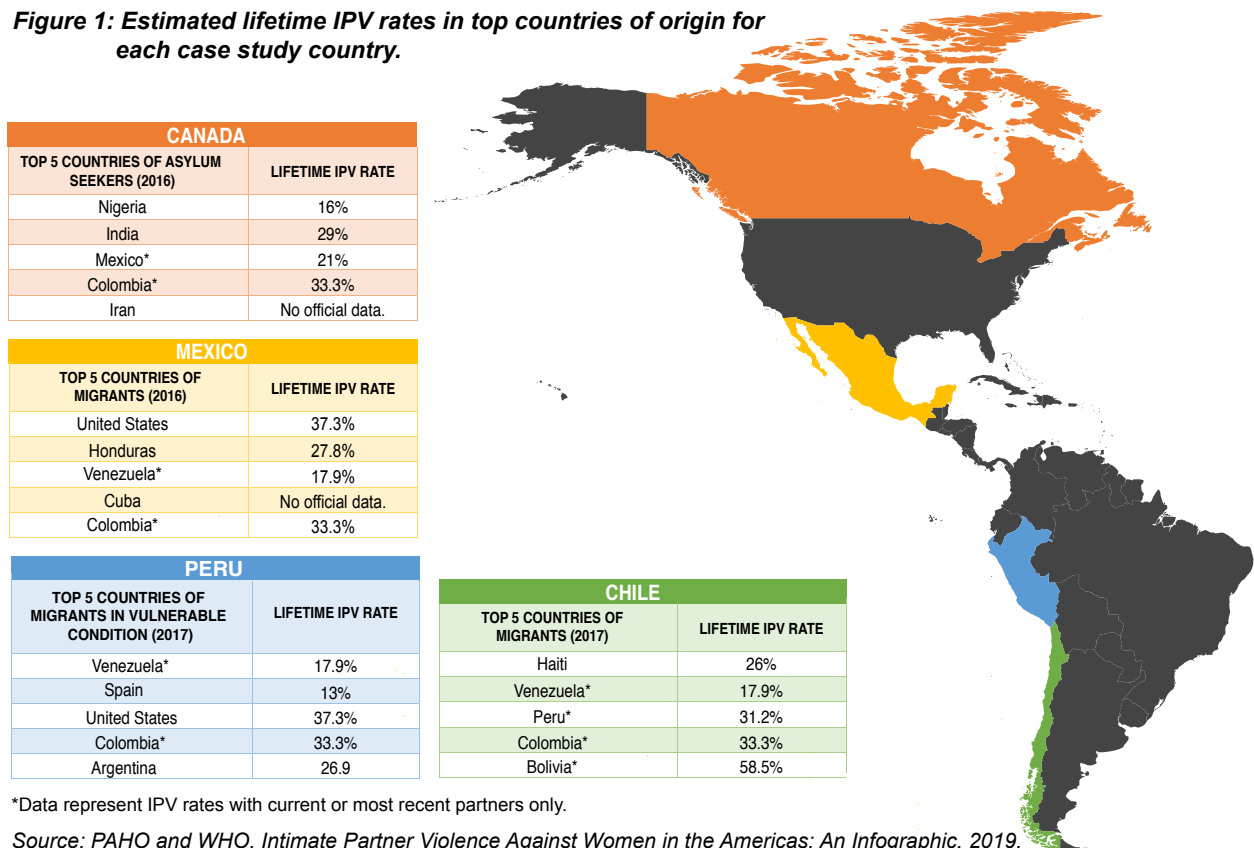 Figure 1: Estimated lifetime IPV rates in top countries of origin for
each case study country.
CANADA
TOP 5 COUNTRIES OF ASYLUM
SEEKERS (2016)
LIFETIME IPV RATE
Nigeria 16%
India 29%
Mexico* 21%
Colombia* 33.3%
Iran No official data.
MEXICO
TOP 5 COUNTRIES OF
MIGRANTS (2016)
LIFETIME IPV RATE
United States 37.3%
Honduras 27.8%
Venezuela* 17.9%
Cuba No official data.
Colombia* 33.3%
PERU
TOP 5 COUNTRIES OF
MIGRANTS IN VULNERABLE
CONDITION (2017)
LIFETIME IPV RATE
Venezuela* 17.9%
Spain 13%
United States 37.3%
Colombia* 33.3%
Argentina 26.9
CHILE
TOP 5 COUNTRIES OF
MIGRANTS (2017)
LIFETIME IPV RATE
Haiti 26%
Venezuela* 17.9%
Peru* 31.2%
Colombia* 33.3%
Bolivia* 58.5%
*Data represent IPV rates with current or most recent partners only.
Source: PAHO and WHO, Intimate Partner Violence Against Women in the Americas: An Infographic, 2019.